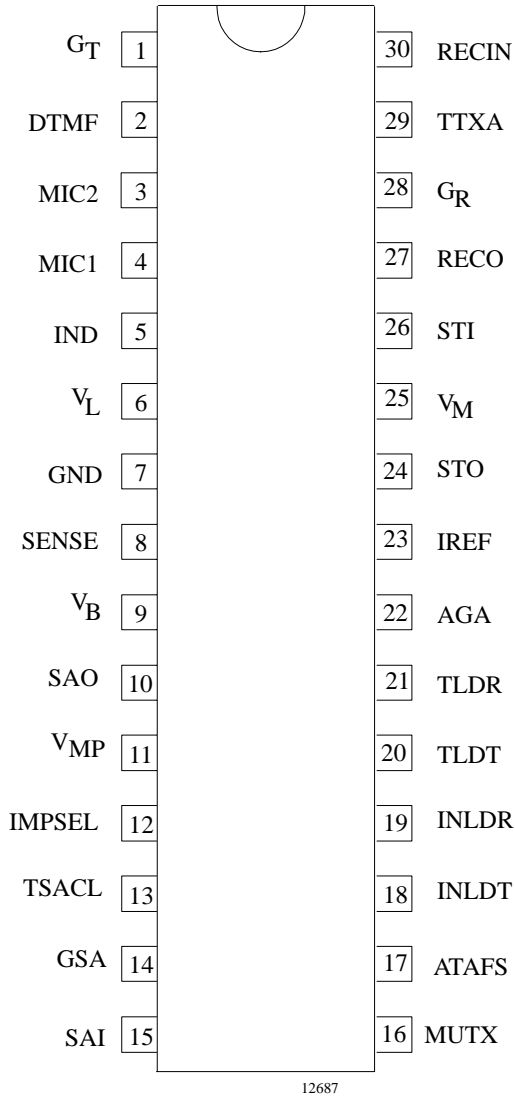 GT 1 30 RECIN
DTMF 2 29 TTXA
MIC2 3 28 GR
MIC1 4 27 RECO
IND 5 26 STI
VL 6 25 VM
GND 7 24 STO
SENSE 8 23 IREF
VB 9 22 AGA
SAO 10 21 TLDR
VMP 11 20 TLDT
IMPSEL 12 19 INLDR
TSACL 13 18 INLDT
GSA 14 17 ATAFS
SAI 15 16 MUTX
12687